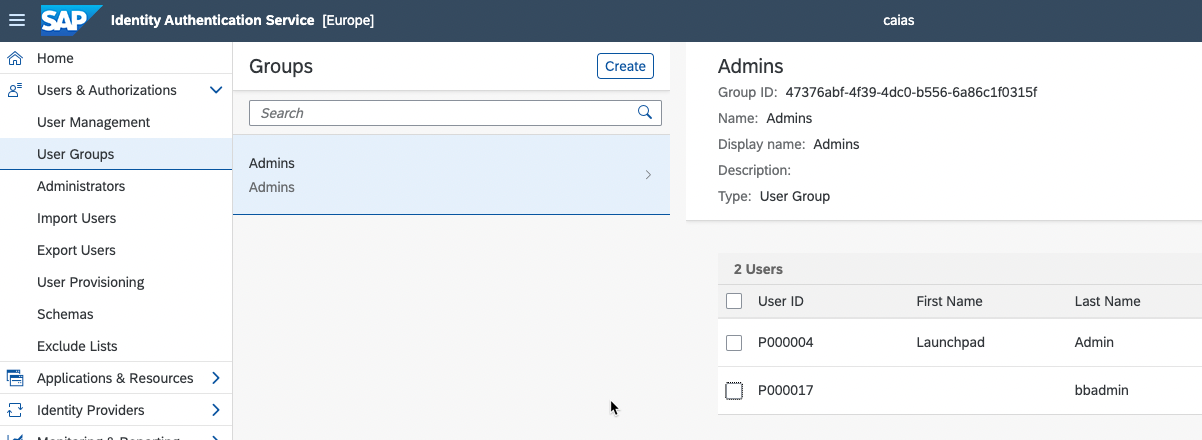 SAP Identity Authentication Service [Europe] caias
Home
Users & Authorizations
User Management
User Groups
Administrators
Import Users
Export Users
User Provisioning
Schemas
Exclude Lists
Applications & Resources
Identity Providers
Monitoring & Reporting
Groups
Create
Search
Admins
Admins
Admins
Group ID: 47376abf-4f39-4dc0-b556-6a86c1f0315f
Name: Admins
Display name: Admins
Description:
Type: User Group
2 Users
User ID First Name Last Name
P000004 Launchpad Admin
P000017 bbadmin